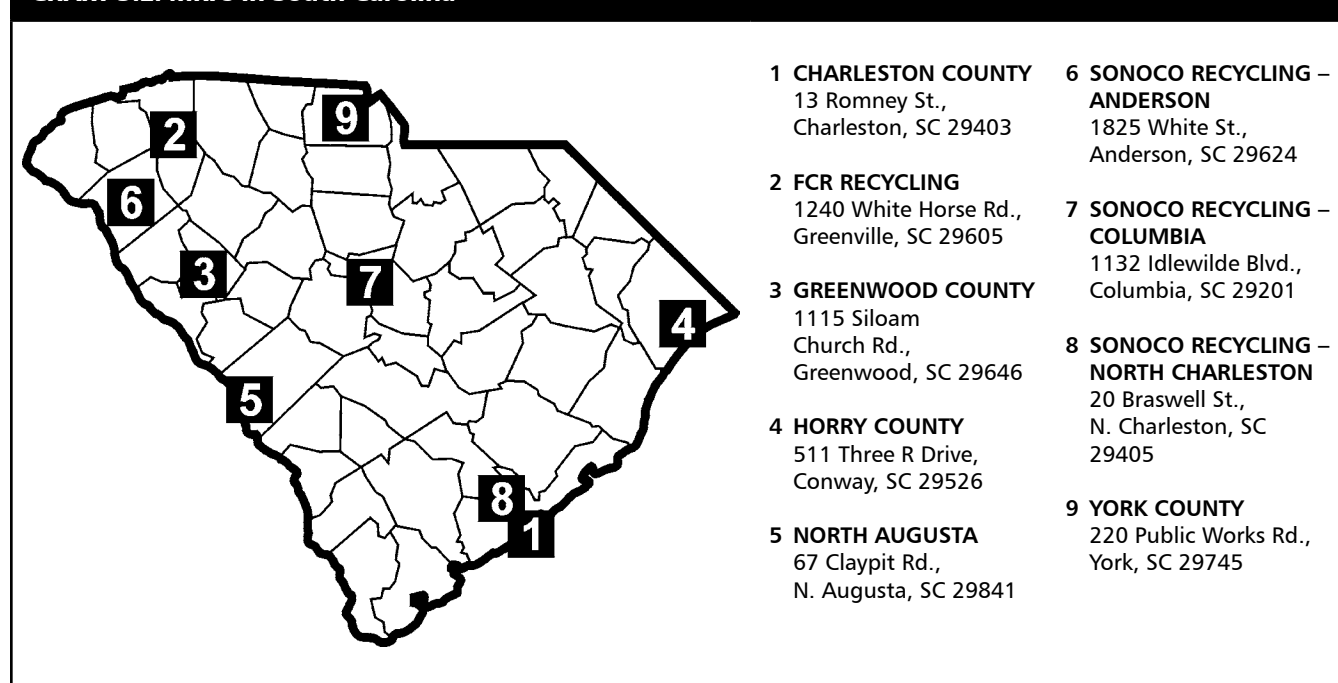 1 CHARLESTON COUNTY
13 Romney St.,
Charleston, SC 29403
2 FCR RECYCLING
1240 White Horse Rd.,
Greenville, SC 29605
3 GREENWOOD COUNTY
1115 Siloam
Church Rd.,
Greenwood, SC 29646
4 HORRY COUNTY
511 Three R Drive,
Conway, SC 29526
5 NORTH AUGUSTA
67 Claypit Rd.,
N. Augusta, SC 29841
6 SONOCO RECYCLING –
ANDERSON
1825 White St.,
Anderson, SC 29624
7 SONOCO RECYCLING –
COLUMBIA
1132 Idlewilde Blvd.,
Columbia, SC 29201
8 SONOCO RECYCLING –
NORTH CHARLESTON
20 Braswell St.,
N. Charleston, SC
29405
9 YORK COUNTY
220 Public Works Rd.,
York, SC 29745
9
2
6
3
7
4
5
8
1